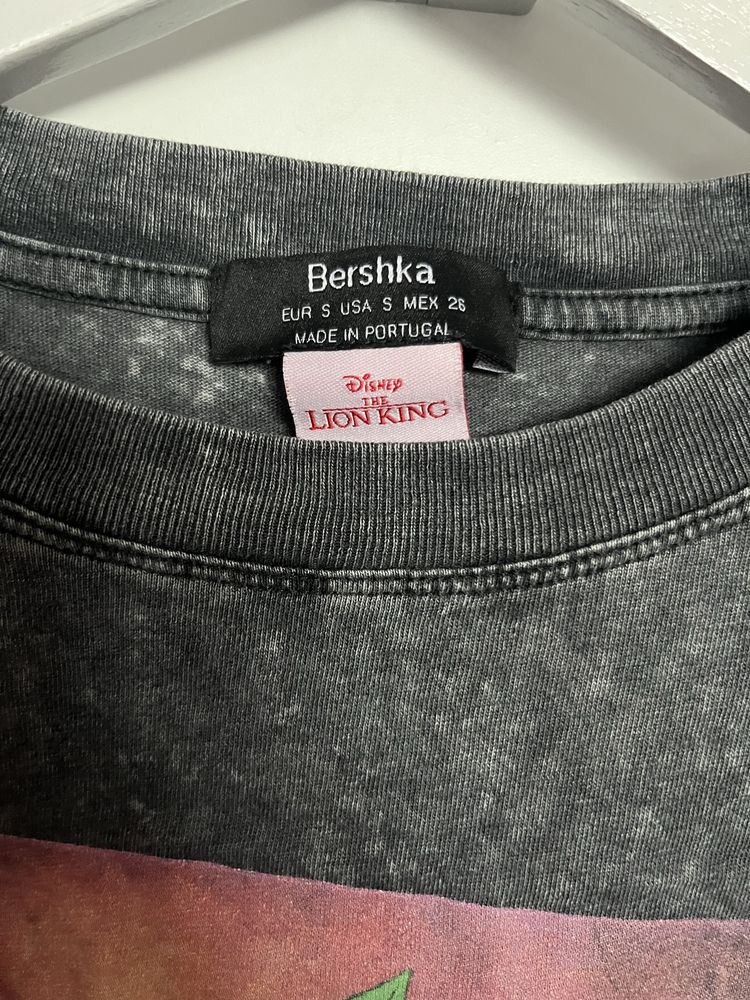 Bershka
EUR S USA S MEX 26
MADE IN PORTUGAL
Disney
THE
LION KING